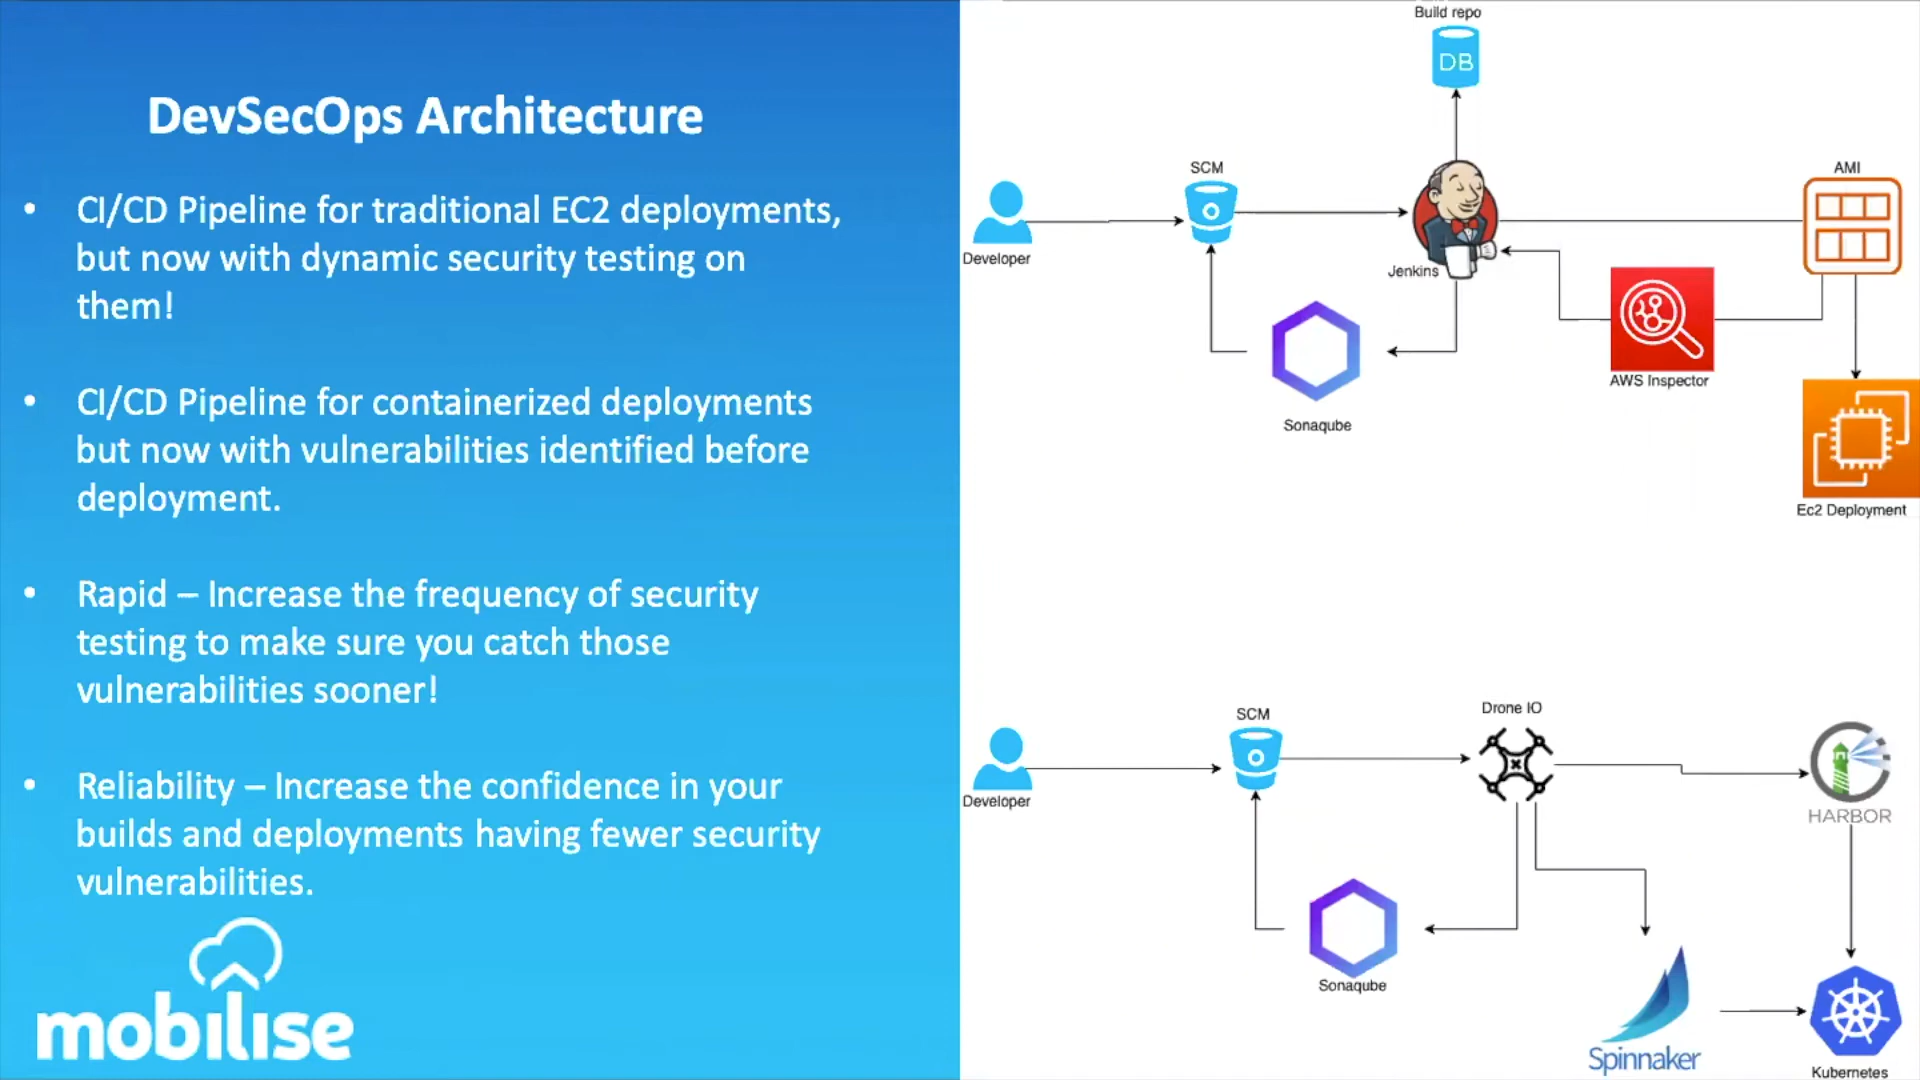 DevSecOps Architecture
• CI/CD Pipeline for traditional EC2 deployments,
but now with dynamic security testing on
them!
• CI/CD Pipeline for containerized deployments
but now with vulnerabilities identified before
deployment.
• Rapid – Increase the frequency of security
testing to make sure you catch those
vulnerabilities sooner!
• Reliability – Increase the confidence in your
builds and deployments having fewer security
vulnerabilities.
mobilise
Build repo
DB
SCM
AMI
Developer
Jenkins
AWS Inspector
Sonaqube
Ec2 Deployment
Drone IO
SCM
Developer
HARBOR
Sonaqube
Spinnaker
Kubernetes